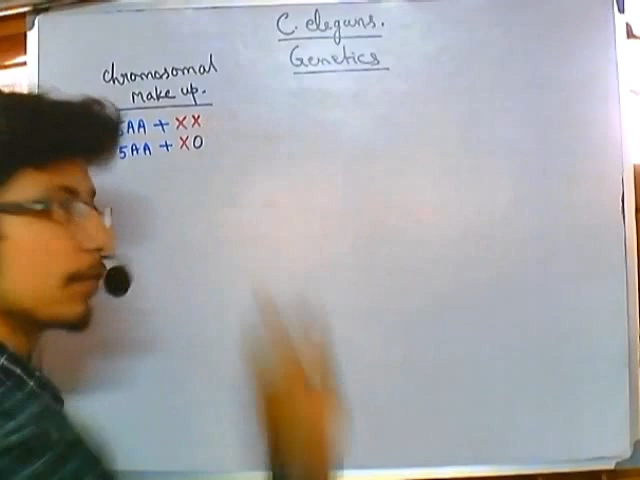 C. elegans.
Genetics
chromosomal
make up.
5AA + XX
5AA + XO